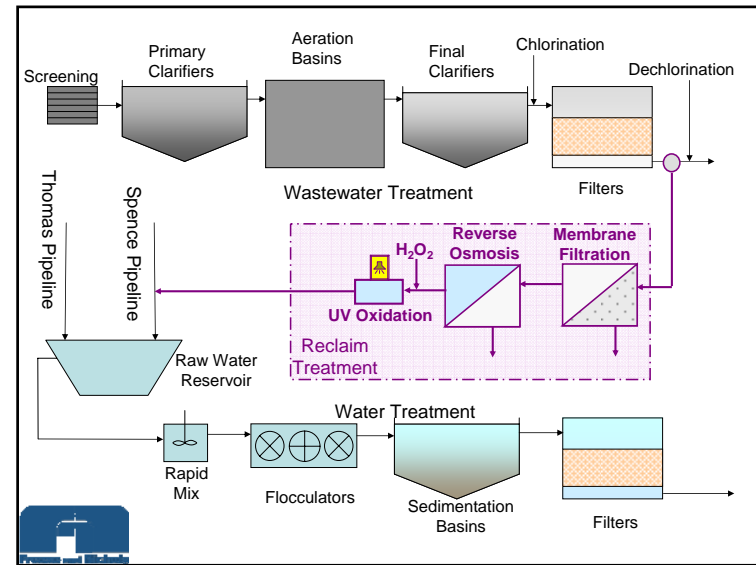 Screening
Primary
Clarifiers
Aeration
Basins
Final
Clarifiers
Chlorination
Dechlorination
Wastewater Treatment
Filters
Thomas Pipeline
Spence Pipeline
Reverse
Osmosis
Membrane
Filtration
H₂O₂
UV Oxidation
Reclaim
Treatment
Raw Water
Reservoir
Water Treatment
Rapid
Mix
Flocculators
Sedimentation
Basins
Filters